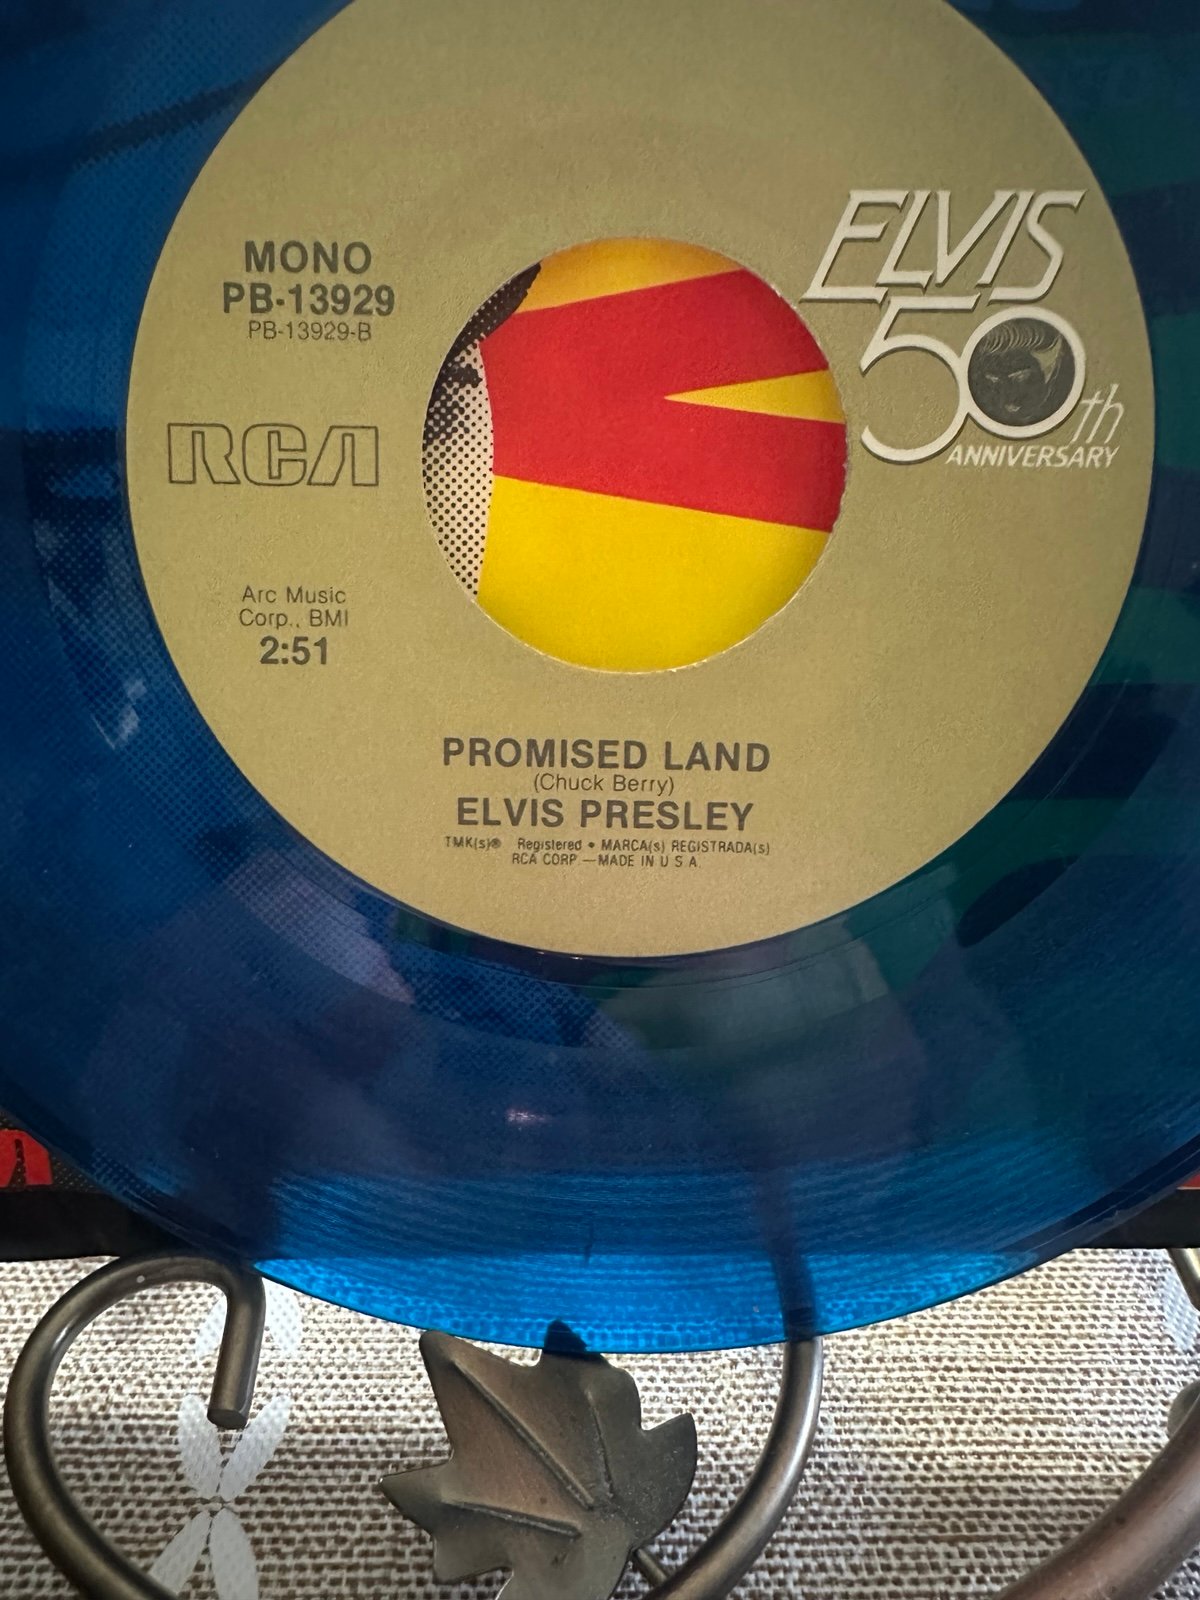 MONO
PB-13929
PB-13929-B
RCA
Arc Music
Corp., BMI
2:51
ELVIS
50th
ANNIVERSARY
PROMISED LAND
(Chuck Berry)
ELVIS PRESLEY
TMK(s)® Registered • MARCA(s) REGISTRADA(s)
RCA CORP.—MADE IN U S A.